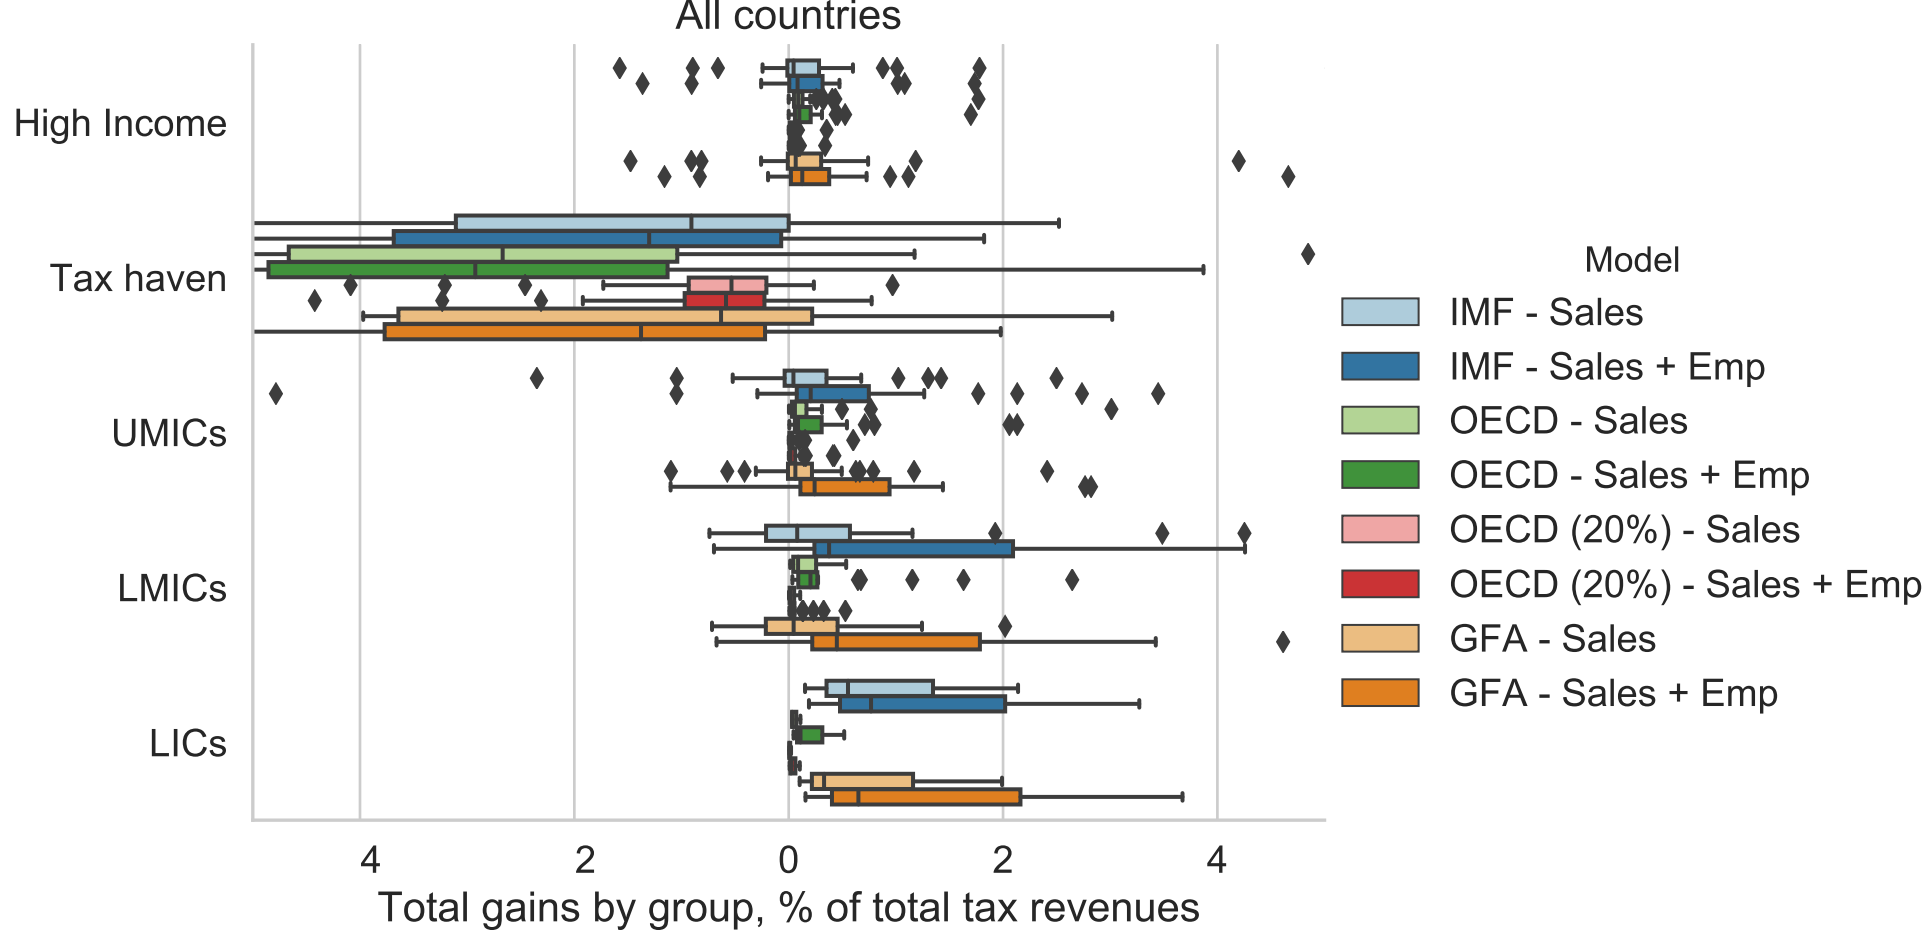 All countries
High Income
Tax haven
UMICs
LMICs
LICs
4 2 0 2 4
Total gains by group, % of total tax revenues
Model
IMF - Sales
IMF - Sales + Emp
OECD - Sales
OECD - Sales + Emp
OECD (20%) - Sales
OECD (20%) - Sales + Emp
GFA - Sales
GFA - Sales + Emp